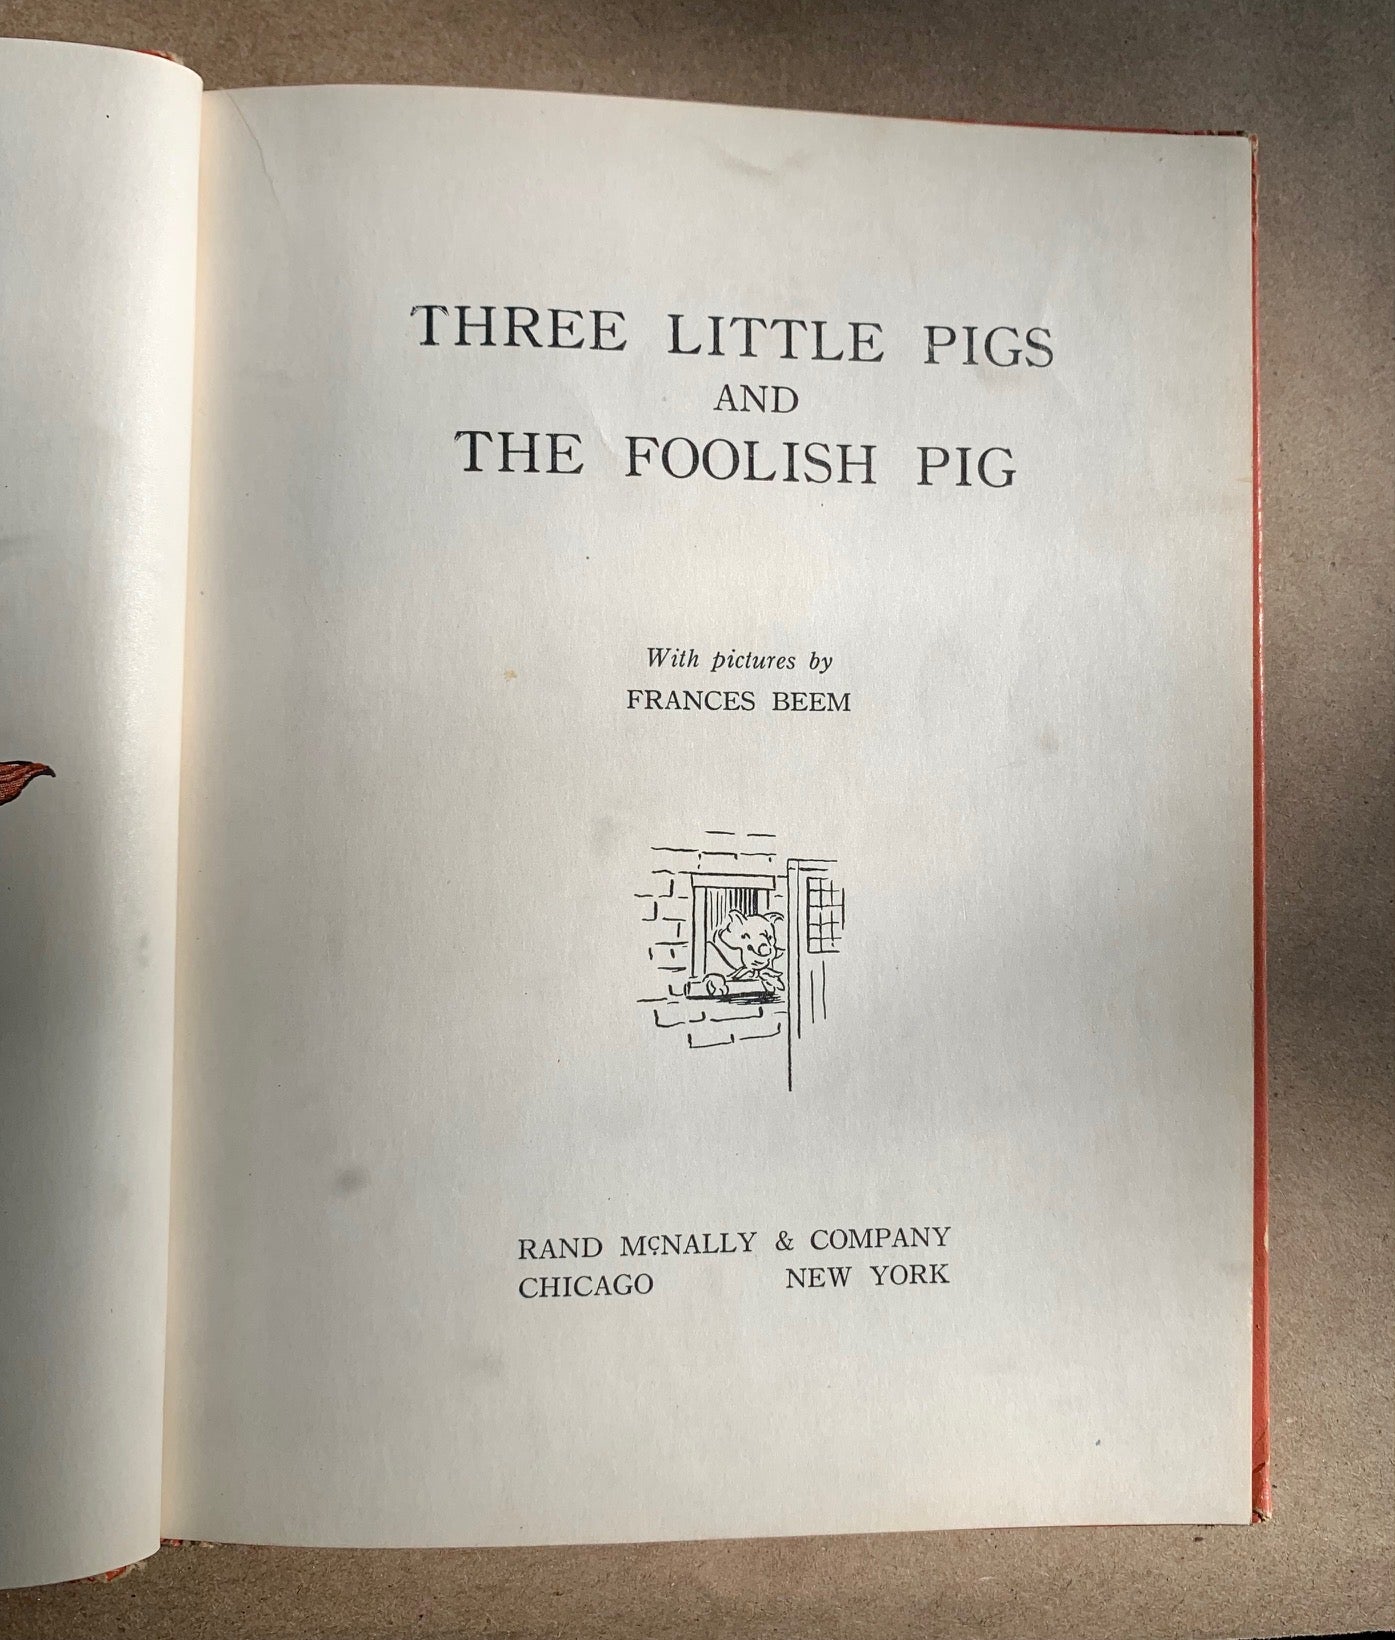 THREE LITTLE PIGS
AND
THE FOOLISH PIG
With pictures by
FRANCES BEEM
RAND MᶜNALLY & COMPANY
CHICAGO NEW YORK